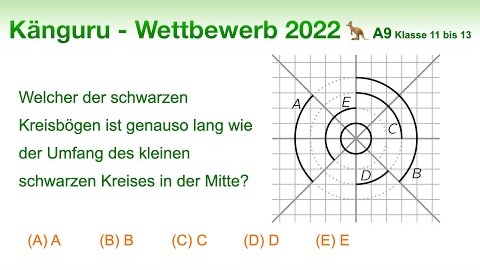 Känguru - Wettbewerb 2022 🦘 A9 Klasse 11 bis 13
Welcher der schwarzen
Kreisbögen ist genauso lang wie
der Umfang des kleinen
schwarzen Kreises in der Mitte?
A
E
C
D
B
(A) A (B) B (C) C (D) D (E) E